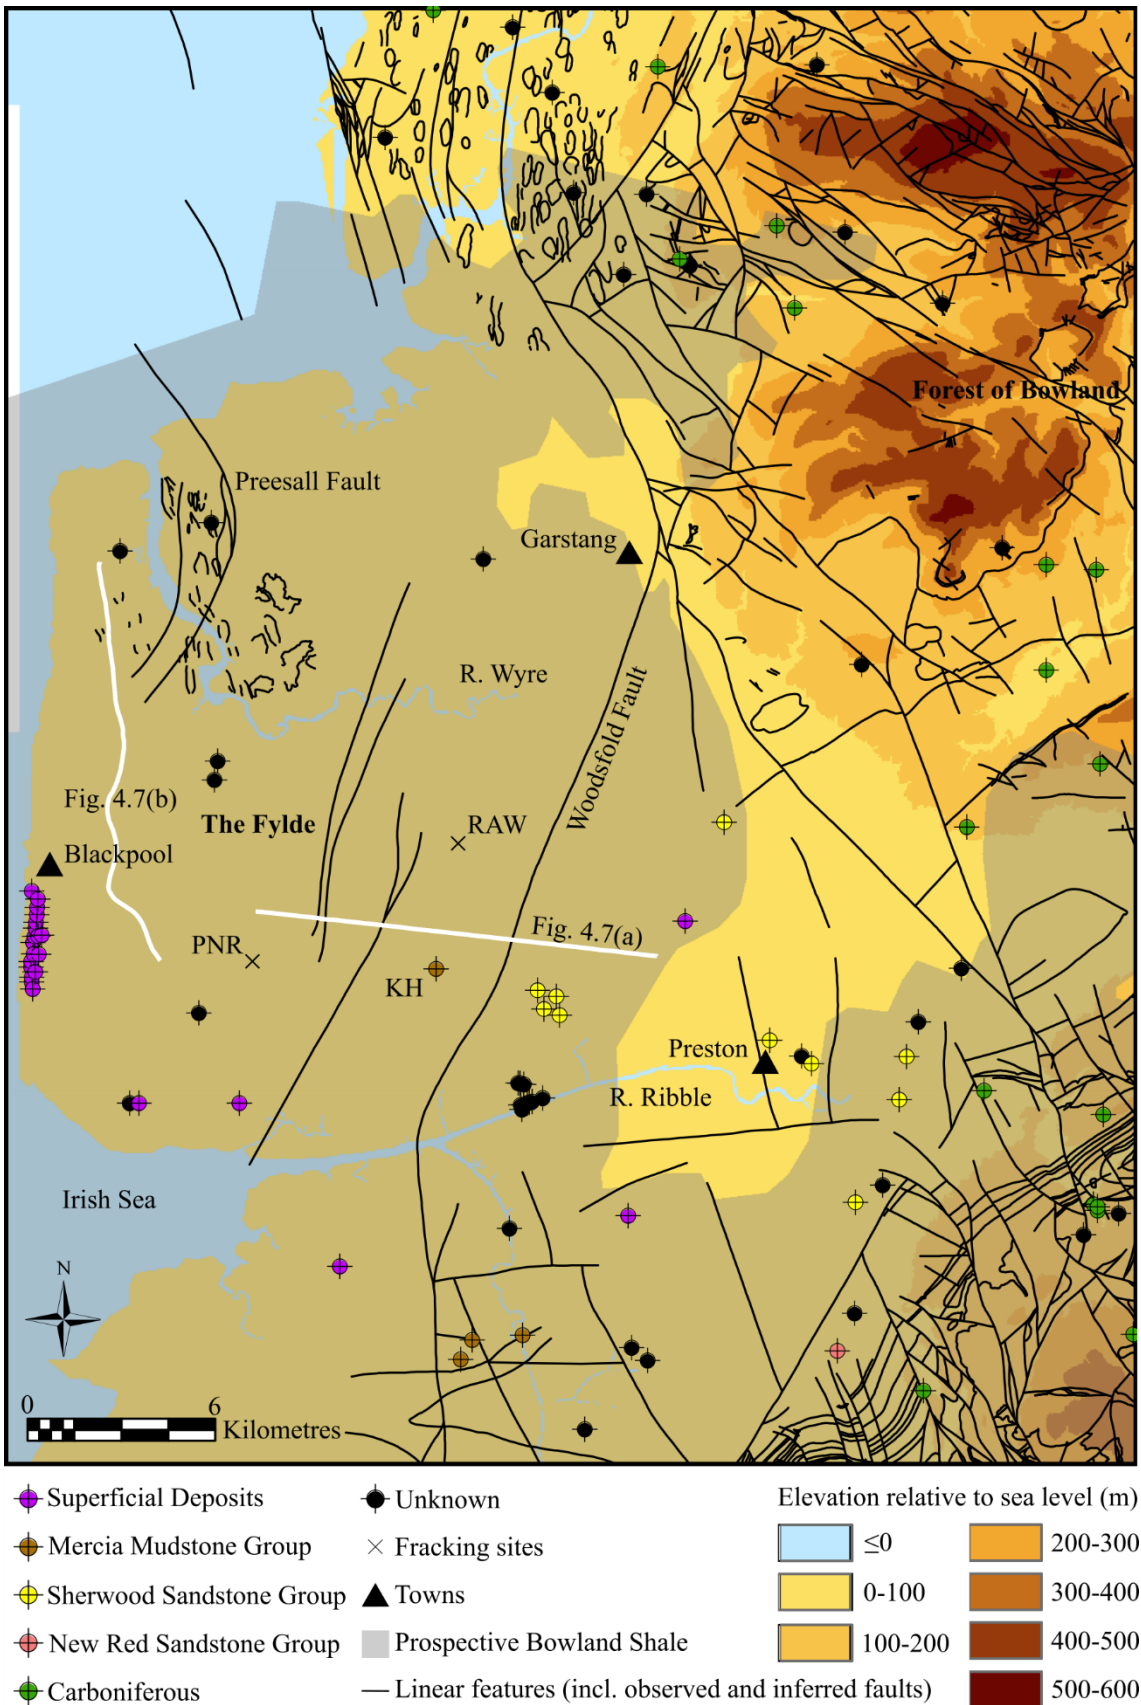 Forest of Bowland
Preesall Fault
Garstang
R. Wyre
Woodsfold Fault
Fig. 4.7(b)
The Fylde
RAW
Blackpool
Fig. 4.7(a)
PNR
KH
Preston
R. Ribble
Irish Sea
N
0 6
Kilometres
Superficial Deposits
Mercia Mudstone Group
Sherwood Sandstone Group
New Red Sandstone Group
Carboniferous
Unknown
Fracking sites
Towns
Prospective Bowland Shale
Linear features (incl. observed and inferred faults)
Elevation relative to sea level (m)
≤0
0-100
100-200
200-300
300-400
400-500
500-600